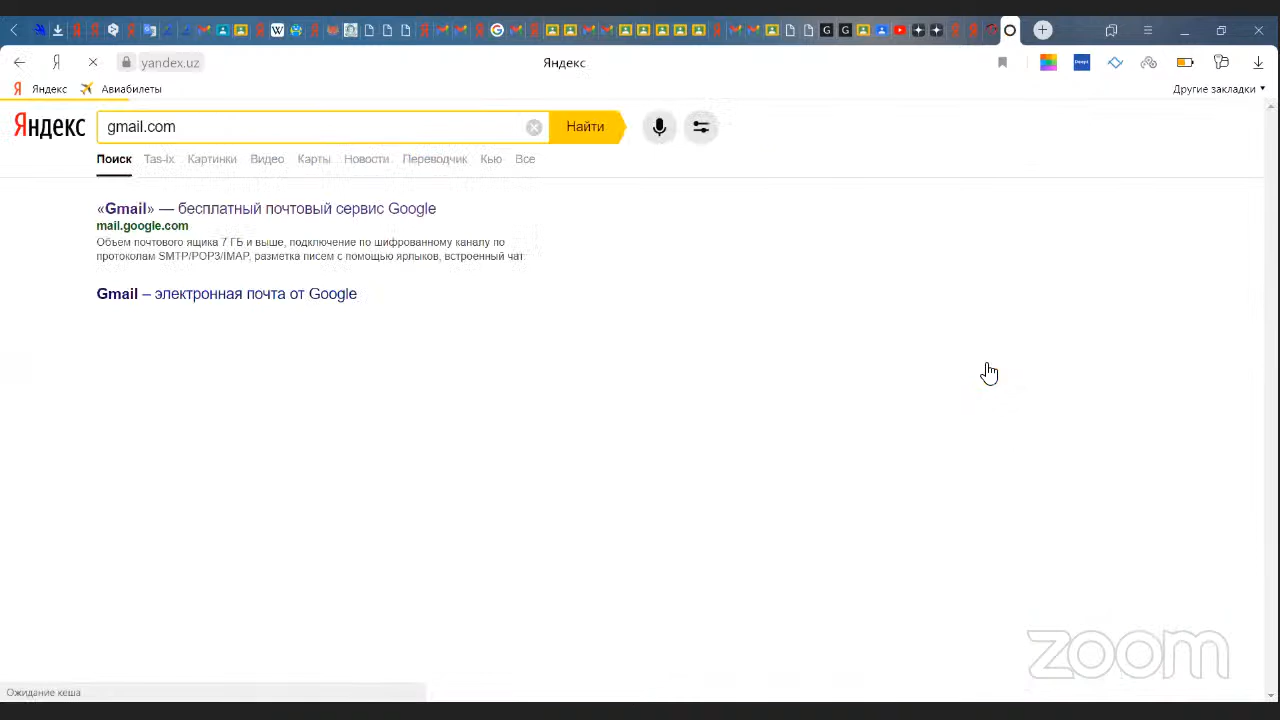 yandex.uz
Яндекс
Яндекс
Авиабилеты
Другие закладки
Яндекс
gmail.com
Найти
Поиск
Tas-ix
Картинки
Видео
Карты
Новости
Переводчик
Кью
Все
«Gmail» — бесплатный почтовый сервис Google
mail.google.com
Объем почтового ящика 7 ГБ и выше, подключение по шифрованному каналу по
протоколам SMTP/POP3/IMAP, разметка писем с помощью ярлыков, встроенный чат.
Gmail – электронная почта от Google
zoom
Ожидание кеша